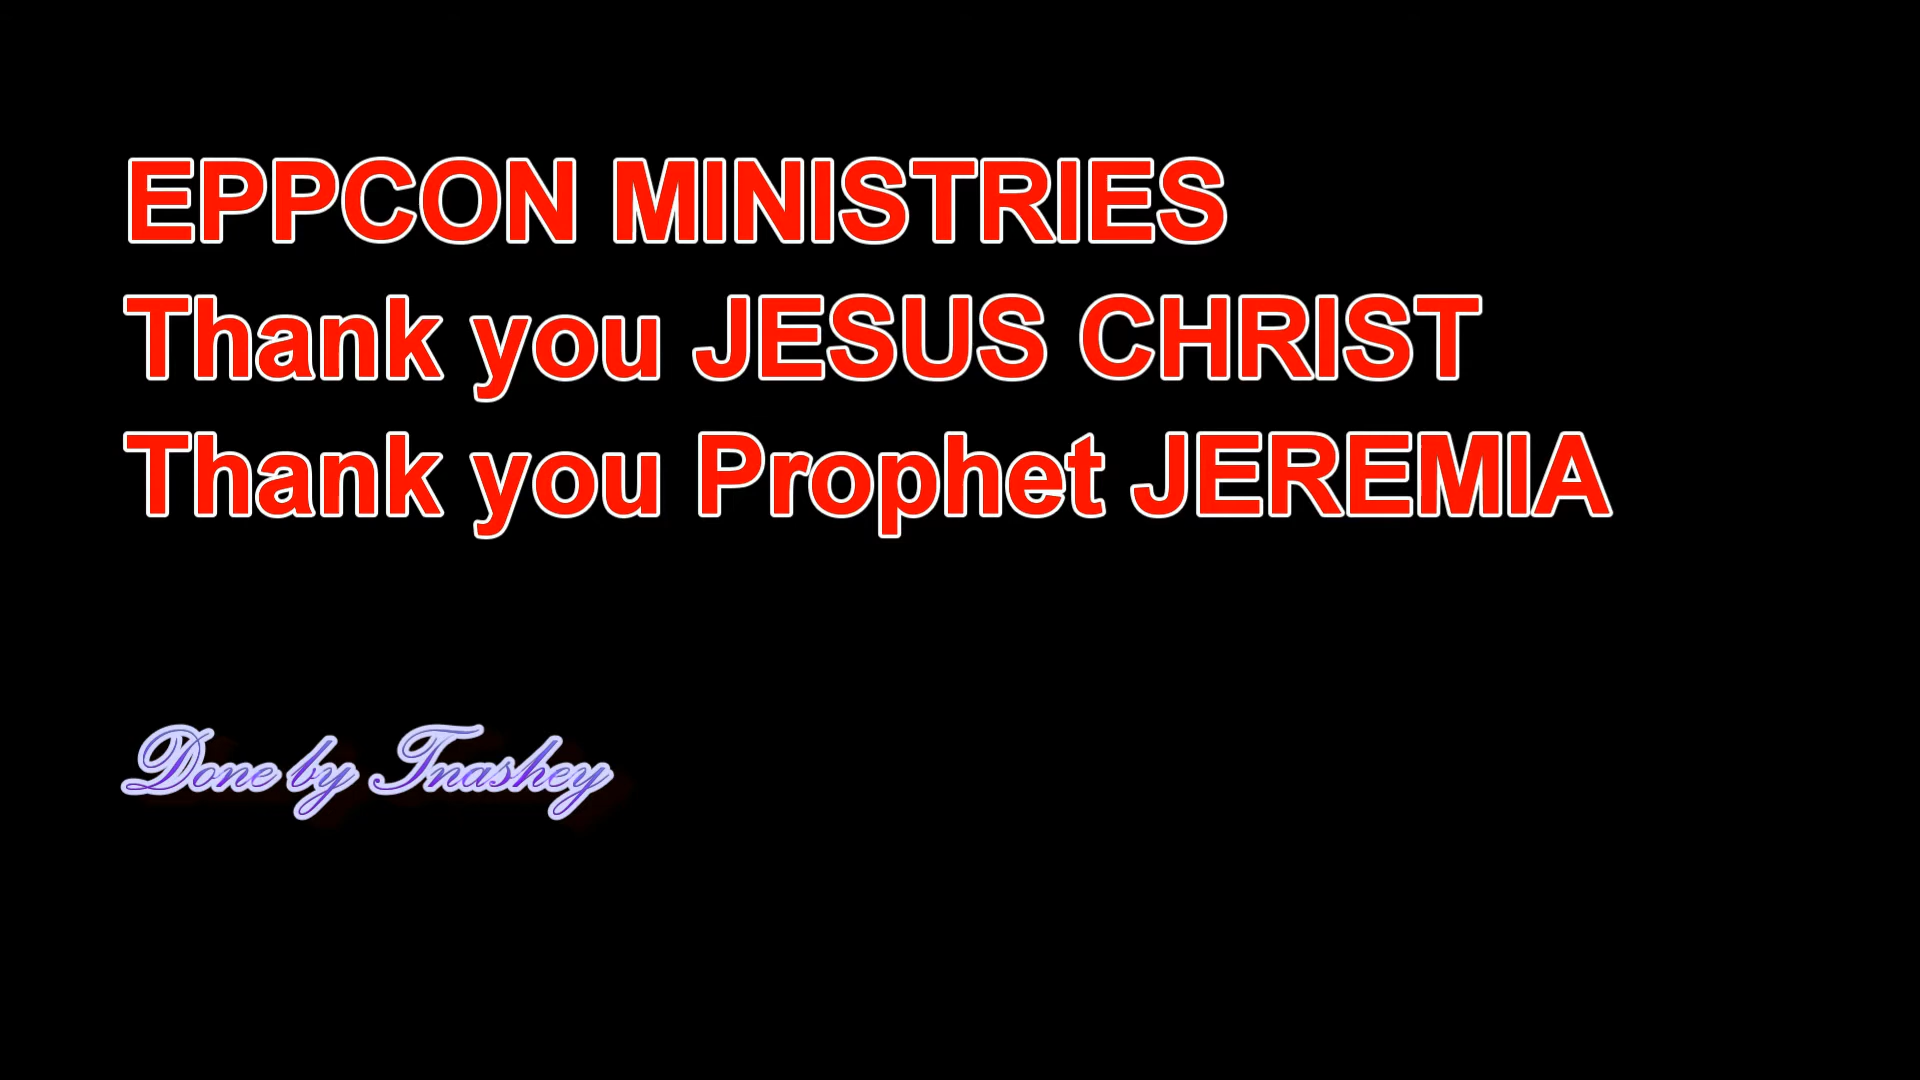 EPPCON MINISTRIES
Thank you JESUS CHRIST
Thank you Prophet JEREMIA
Done by Tnashey